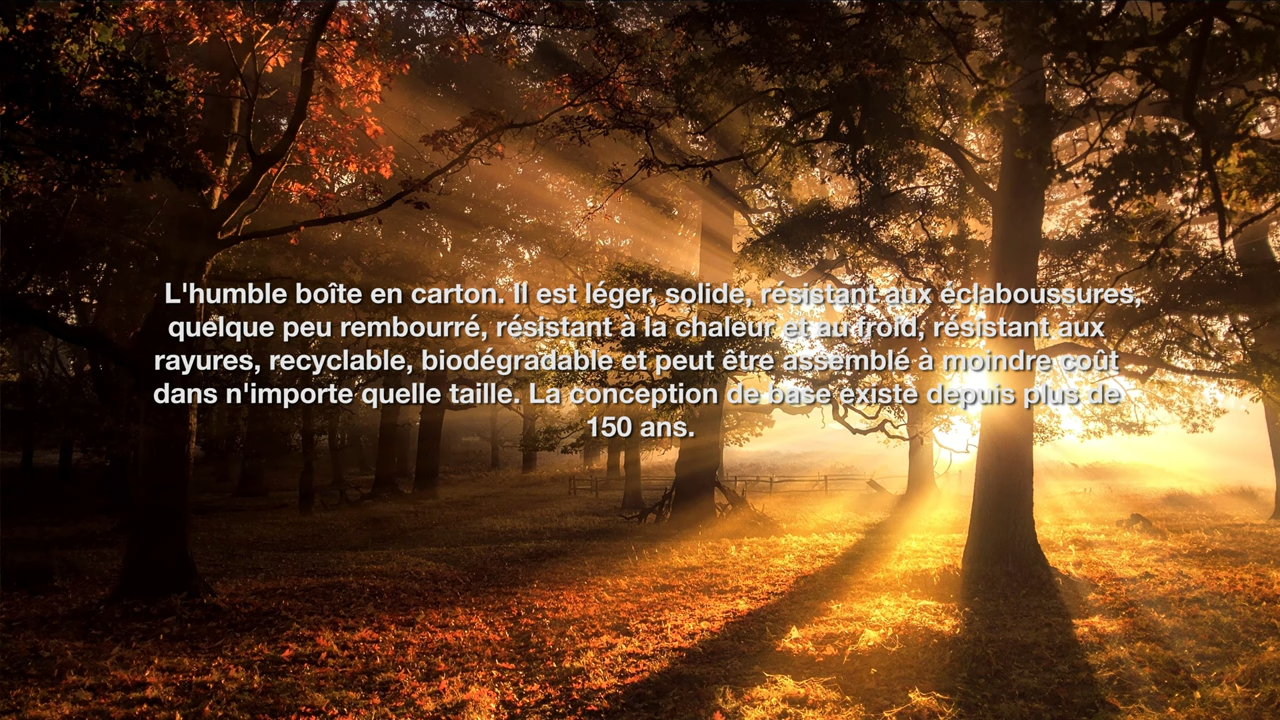 L'humble boîte en carton. Il est léger, solide, résistant aux éclaboussures,
quelque peu rembourré, résistant à la chaleur et au froid, résistant aux
rayures, recyclable, biodégradable et peut être assemblé à moindre coût
dans n'importe quelle taille. La conception de base existe depuis plus de
150 ans.